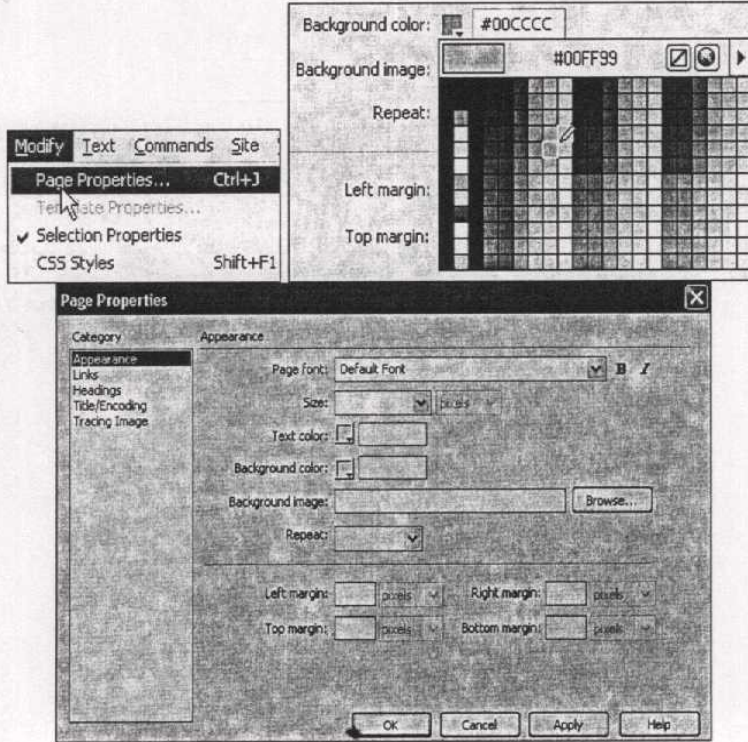 Background color: #00CCCC
#00FF99
Background image:
Repeat:
Left margin:
Top margin:
Modify Text Commands Site
Page Properties... Ctrl+J
Template Properties...
✓ Selection Properties
CSS Styles Shift+F1
Page Properties
Category
Appearance
Links
Headings
Title/Encoding
Tracing Image
Appearance
Page font: Default Font B I
Size: pixels
Text color:
Background color:
Background image: Browse...
Repeat:
Left margin: pixels Right margin: pixels
Top margin: pixels Bottom margin: pixels
OK Cancel Apply Help